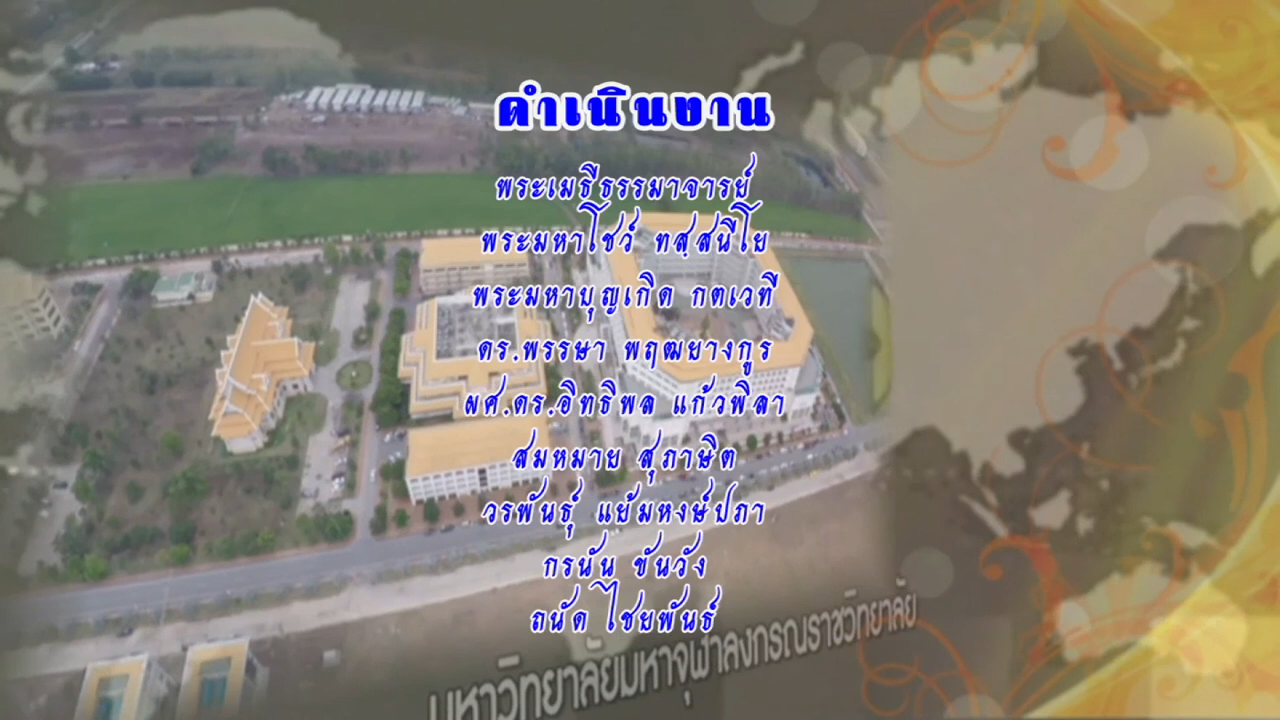 ดำเนินงาน
พระเมธีธรรมาจารย์
พระมหาโชว์ ทสฺสนีโย
พระมหาบุญเกิด กตเวที
ดร.พรรษา พฤฒยางกูร
ผศ.ดร.อิทธิพล แก้วพิลา
สมหมาย สุภาษิต
วรพันธุ์ แย้มหงษ์ปภา
กรนัน ขันวัง
ถนัด ไชยพันธ์
มหาวิทยาลัยมหาจุฬาลงกรณราชวิทยาลัย